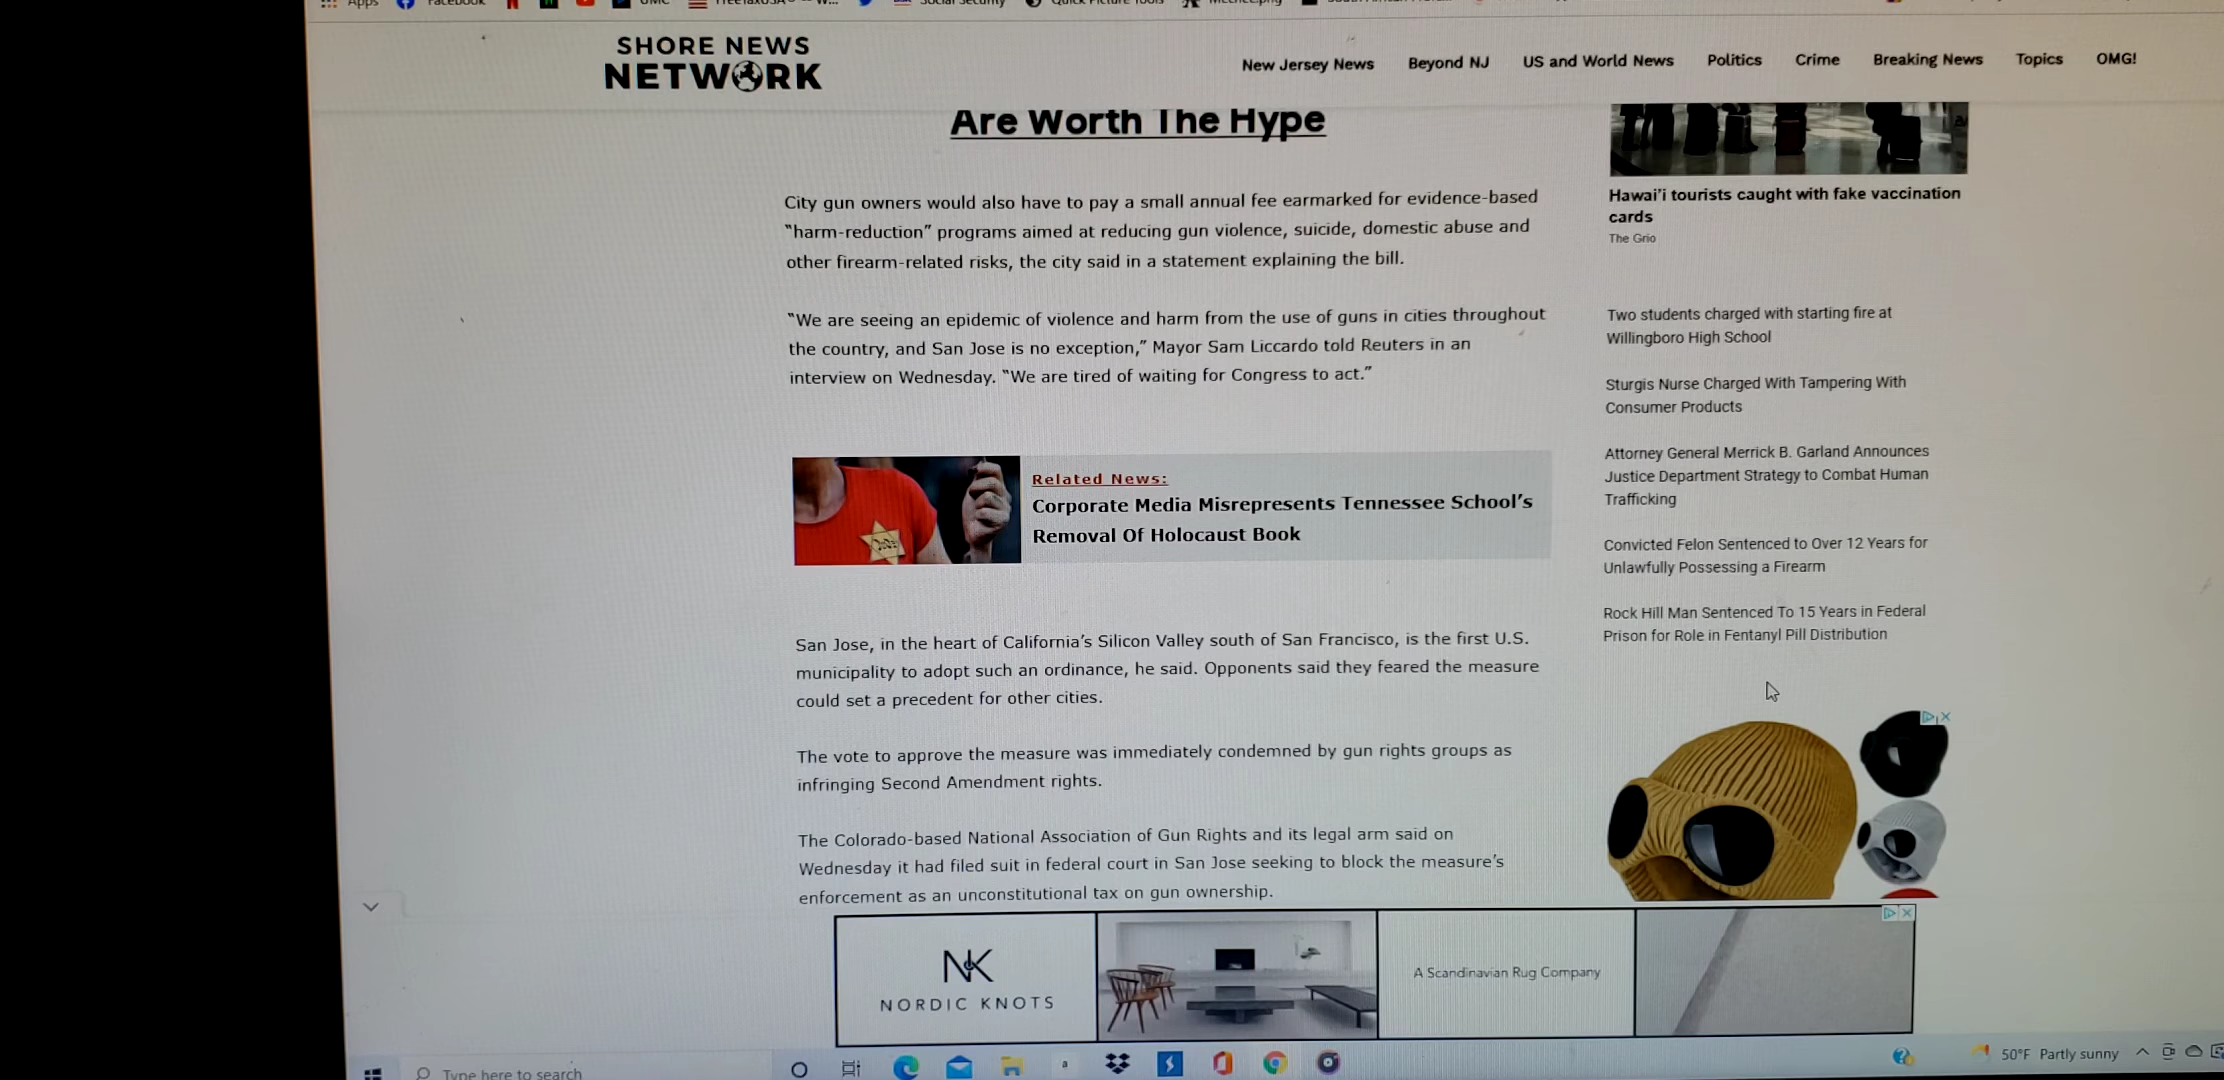 Apps
Facebook
Social Security
Quick Picture Tools
SHORE NEWS
NETWORK
New Jersey News
Beyond NJ
US and World News
Politics
Crime
Breaking News
Topics
OMG!
Are Worth The Hype
City gun owners would also have to pay a small annual fee earmarked for evidence-based
“harm-reduction” programs aimed at reducing gun violence, suicide, domestic abuse and
other firearm-related risks, the city said in a statement explaining the bill.
“We are seeing an epidemic of violence and harm from the use of guns in cities throughout
the country, and San Jose is no exception,” Mayor Sam Liccardo told Reuters in an
interview on Wednesday. “We are tired of waiting for Congress to act.”
Related News:
Corporate Media Misrepresents Tennessee School’s
Removal Of Holocaust Book
San Jose, in the heart of California’s Silicon Valley south of San Francisco, is the first U.S.
municipality to adopt such an ordinance, he said. Opponents said they feared the measure
could set a precedent for other cities.
The vote to approve the measure was immediately condemned by gun rights groups as
infringing Second Amendment rights.
The Colorado-based National Association of Gun Rights and its legal arm said on
Wednesday it had filed suit in federal court in San Jose seeking to block the measure’s
enforcement as an unconstitutional tax on gun ownership.
Hawai’i tourists caught with fake vaccination
cards
The Grio
Two students charged with starting fire at
Willingboro High School
Sturgis Nurse Charged With Tampering With
Consumer Products
Attorney General Merrick B. Garland Announces
Justice Department Strategy to Combat Human
Trafficking
Convicted Felon Sentenced to Over 12 Years for
Unlawfully Possessing a Firearm
Rock Hill Man Sentenced To 15 Years in Federal
Prison for Role in Fentanyl Pill Distribution
NK
NORDIC KNOTS
A Scandinavian Rug Company
Type here to search
50°F Partly sunny